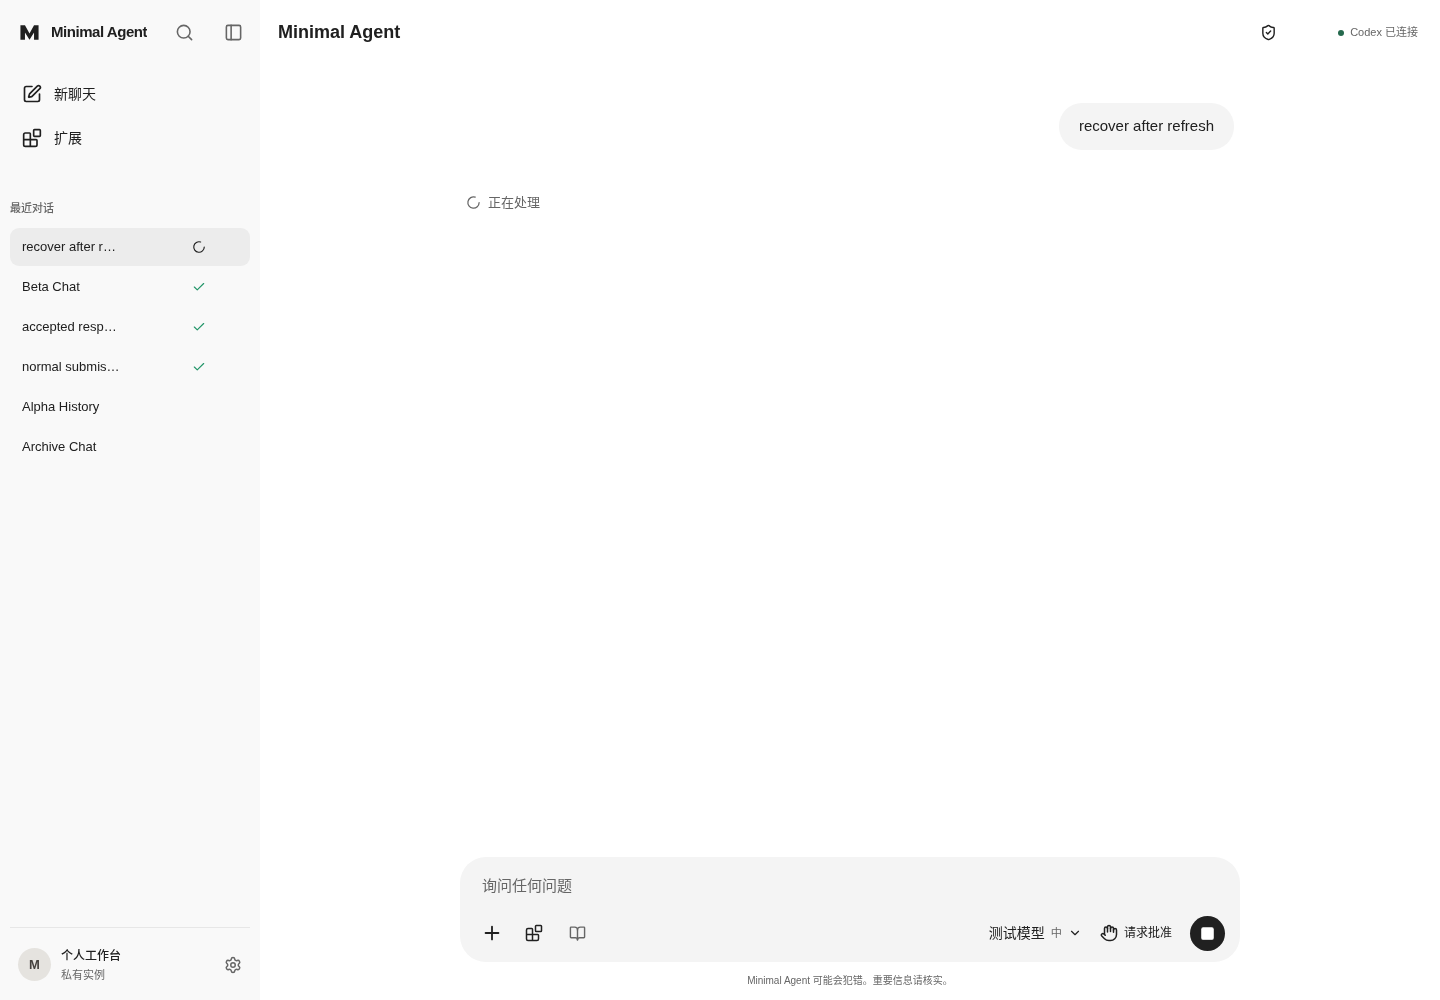 Minimal Agent
新聊天
扩展
最近对话
recover after r…
Beta Chat
accepted resp…
normal submis…
Alpha History
Archive Chat
M
个人工作台
私有实例
Minimal Agent
Codex 已连接
recover after refresh
正在处理
询问任何问题
测试模型 中
请求批准
Minimal Agent 可能会犯错。重要信息请核实。